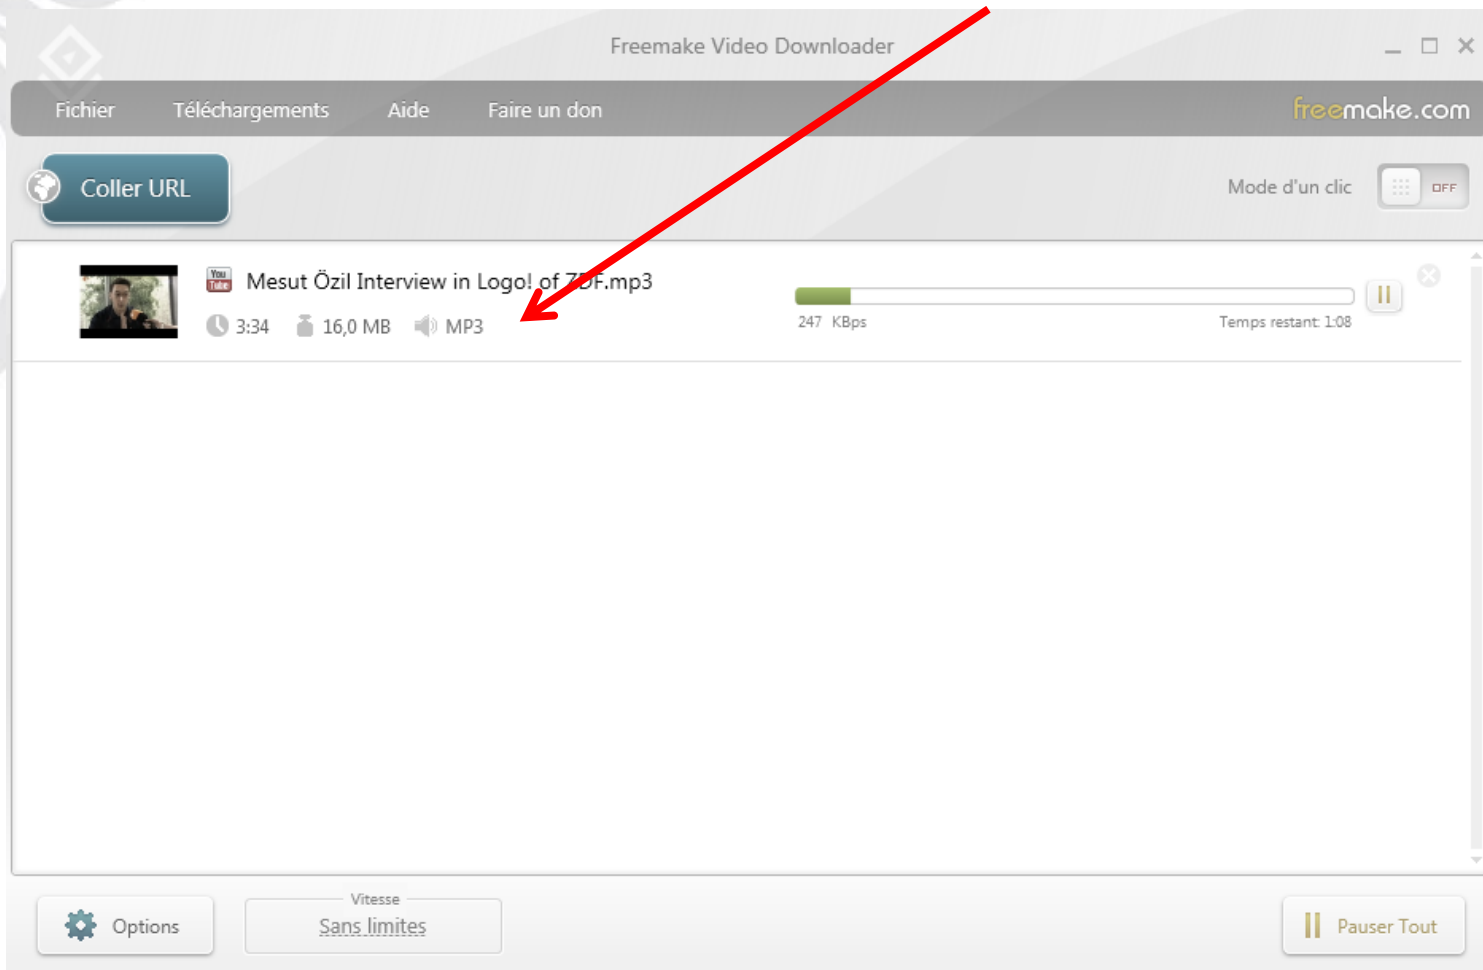 Freemake Video Downloader
Fichier Téléchargements Aide Faire un don freemake.com
Coller URL Mode d'un clic OFF
You Tube Mesut Özil Interview in Logo! of ZDF.mp3
3:34 16,0 MB MP3 247 KBps Temps restant: 1:08
Vitesse
Options Sans limites Pauser Tout